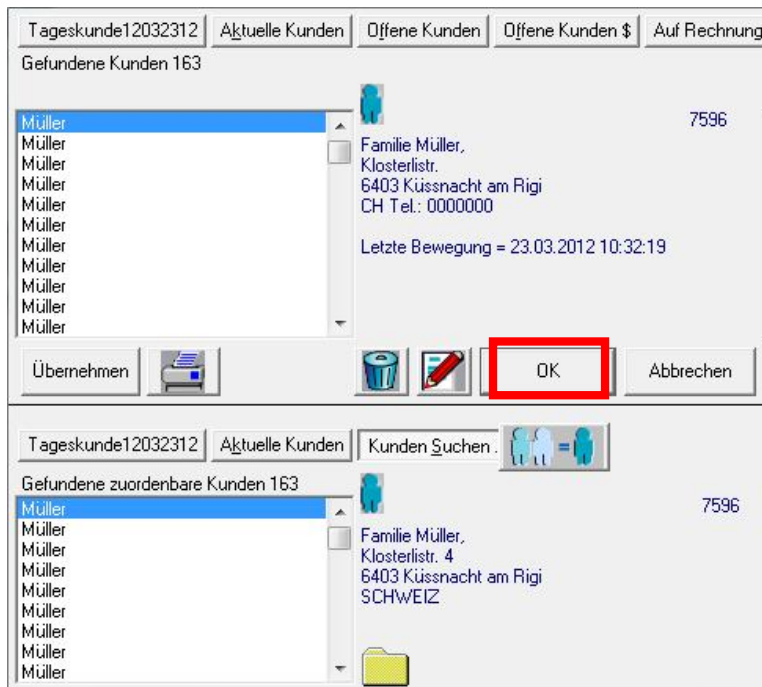 Tageskunde12032312 Aktuelle Kunden Offene Kunden Offene Kunden $ Auf Rechnung
Gefundene Kunden 163
7596
Müller
Müller
Müller
Müller
Müller
Müller
Müller
Müller
Müller
Müller
Müller
Familie Müller,
Klosterlistr.
6403 Küssnacht am Rigi
CH Tel.: 0000000
Letzte Bewegung = 23.03.2012 10:32:19
Übernehmen OK Abbrechen
Tageskunde12032312 Aktuelle Kunden Kunden Suchen . =
Gefundene zuordenbare Kunden 163
7596
Müller
Müller
Müller
Müller
Müller
Müller
Müller
Müller
Müller
Familie Müller,
Klosterlistr. 4
6403 Küssnacht am Rigi
SCHWEIZ